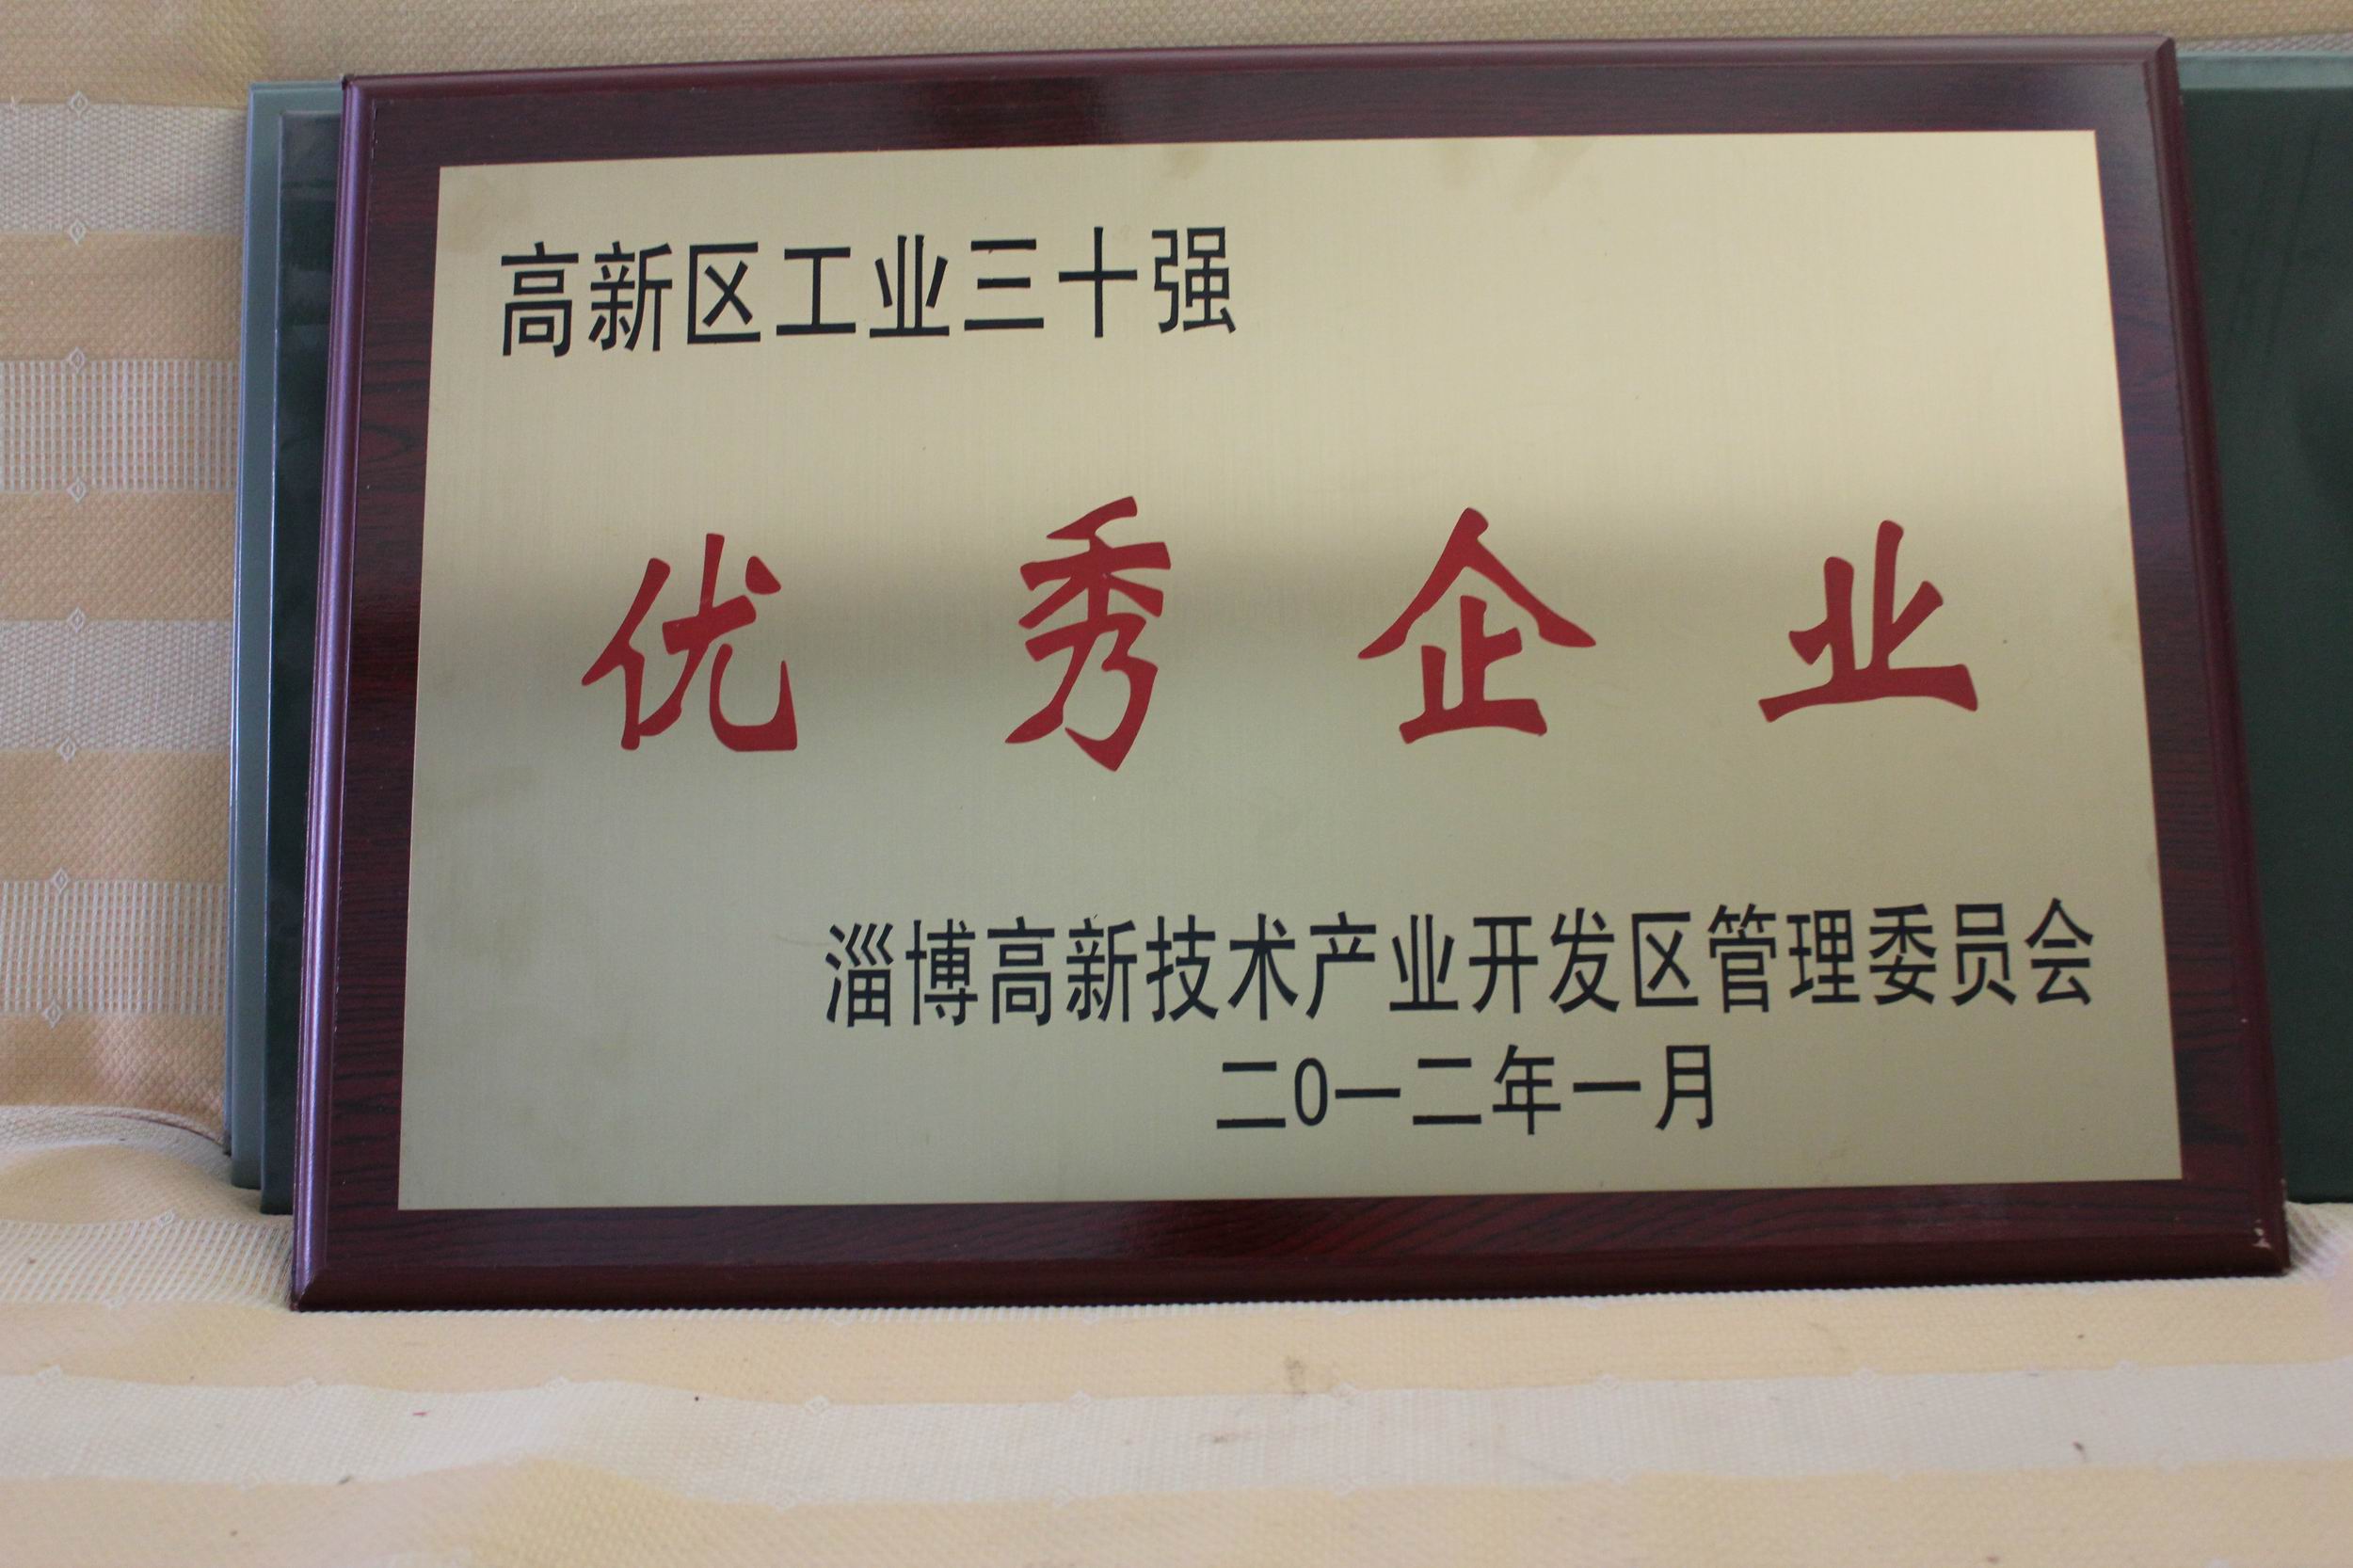 高新区工业三十强
优秀企业
淄博高新技术产业开发区管理委员会
二0一二年一月